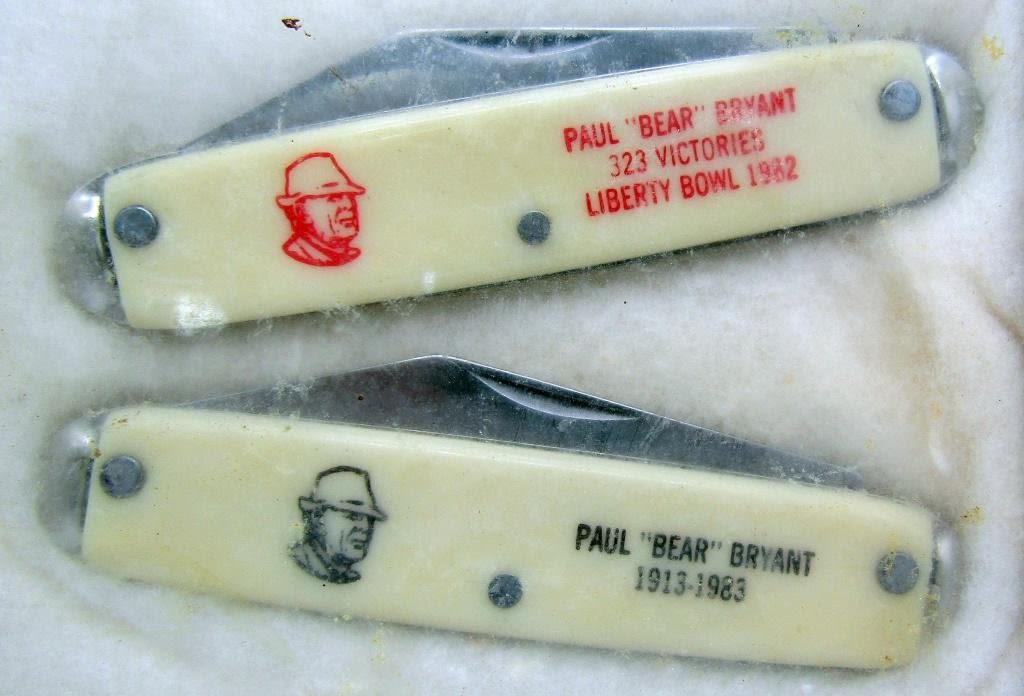 PAUL "BEAR" BRYANT
323 VICTORIES
LIBERTY BOWL 1982
PAUL "BEAR" BRYANT
1913-1983